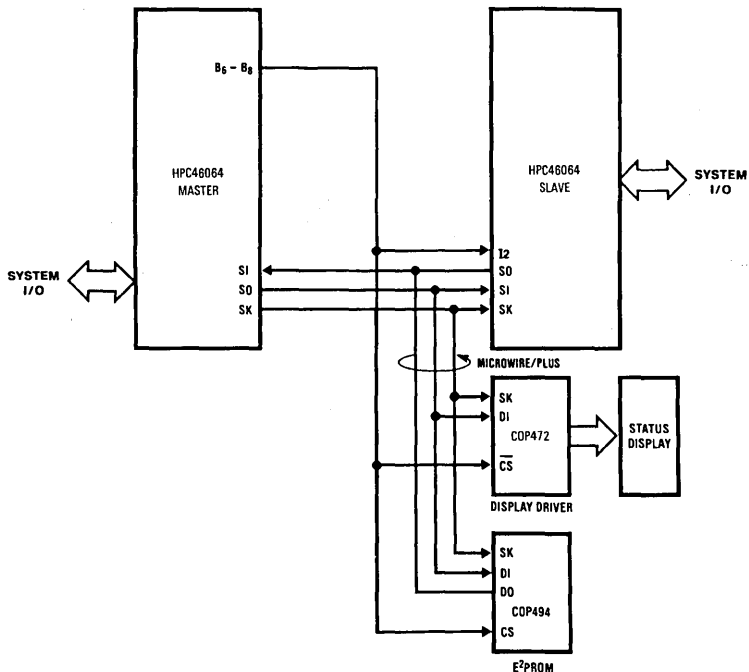 B6 – B8
HPC46064
MASTER
SI
SO
SK
SYSTEM
I/O
HPC46064
SLAVE
I2
SO
SI
SK
SYSTEM
I/O
MICROWIRE/PLUS
SK
DI
COP472
CS
DISPLAY DRIVER
STATUS
DISPLAY
SK
DI
DO
COP494
CS
E²PROM